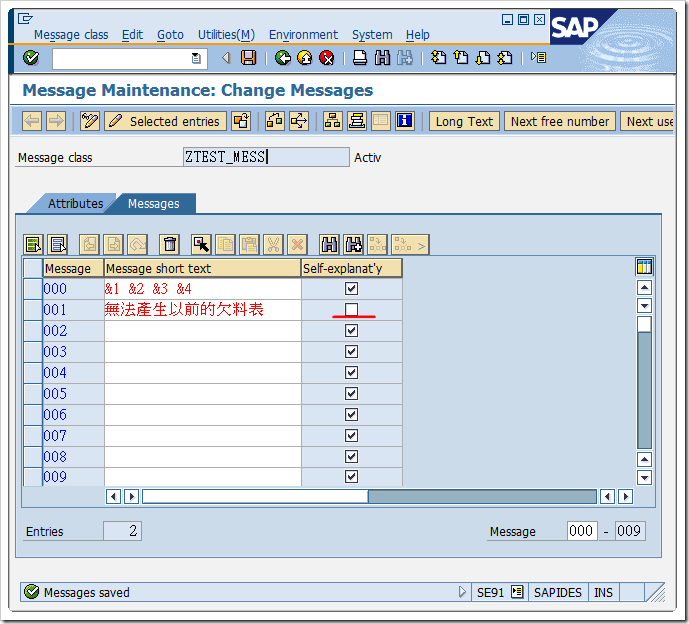 Message class Edit Goto Utilities(M) Environment System Help
SAP
Message Maintenance: Change Messages
Selected entries Long Text Next free number Next use
Message class ZTEST_MESS Activ
Attributes Messages
Message Message short text Self-explanat'y
000 &1 &2 &3 &4
001 無法產生以前的欠料表
002
003
004
005
006
007
008
009
Entries 2 Message 000 - 009
Messages saved SE91 SAPIDES INS